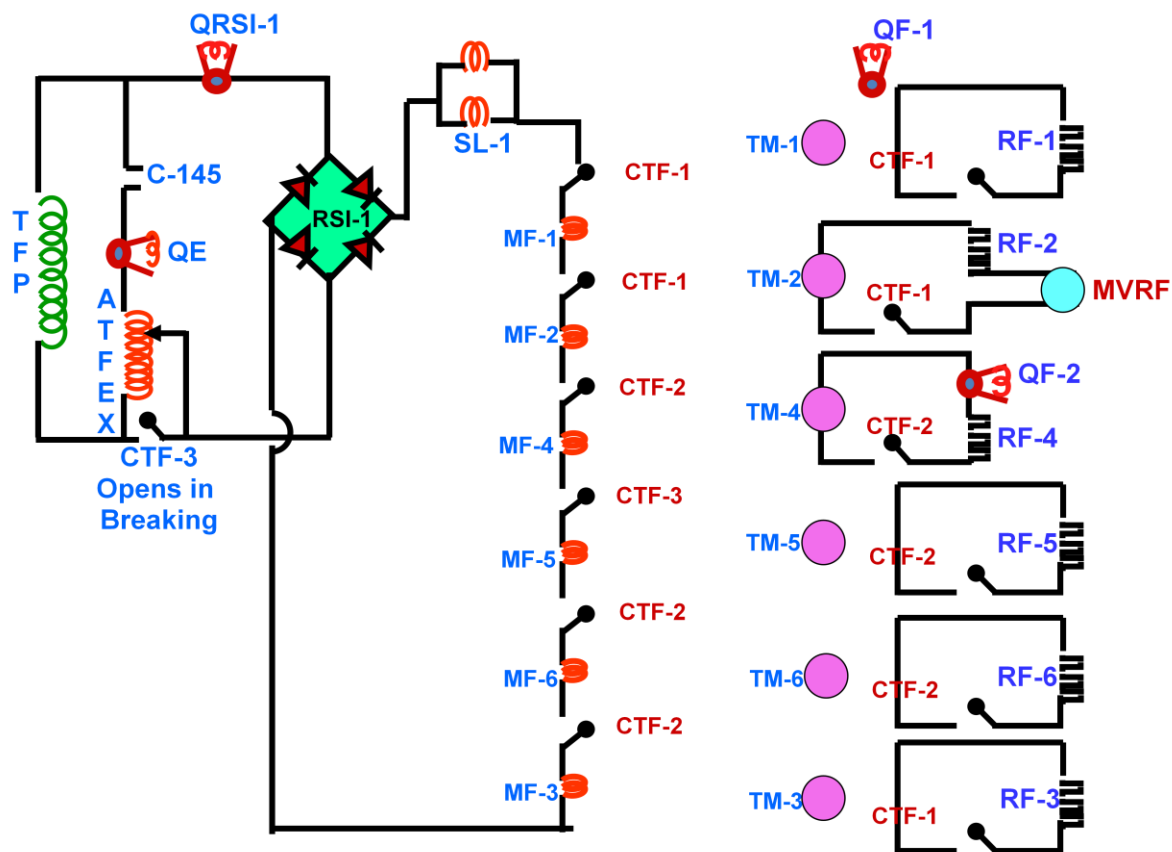 QRSI-1
C-145
TFP
QE
ATFEX
CTF-3
Opens in
Breaking
RSI-1
SL-1
CTF-1
MF-1
CTF-1
MF-2
CTF-2
MF-4
CTF-3
MF-5
CTF-2
MF-6
CTF-2
MF-3
QF-1
TM-1
CTF-1
RF-1
TM-2
CTF-1
RF-2
MVRF
TM-4
CTF-2
QF-2
RF-4
TM-5
CTF-2
RF-5
TM-6
CTF-2
RF-6
TM-3
CTF-1
RF-3